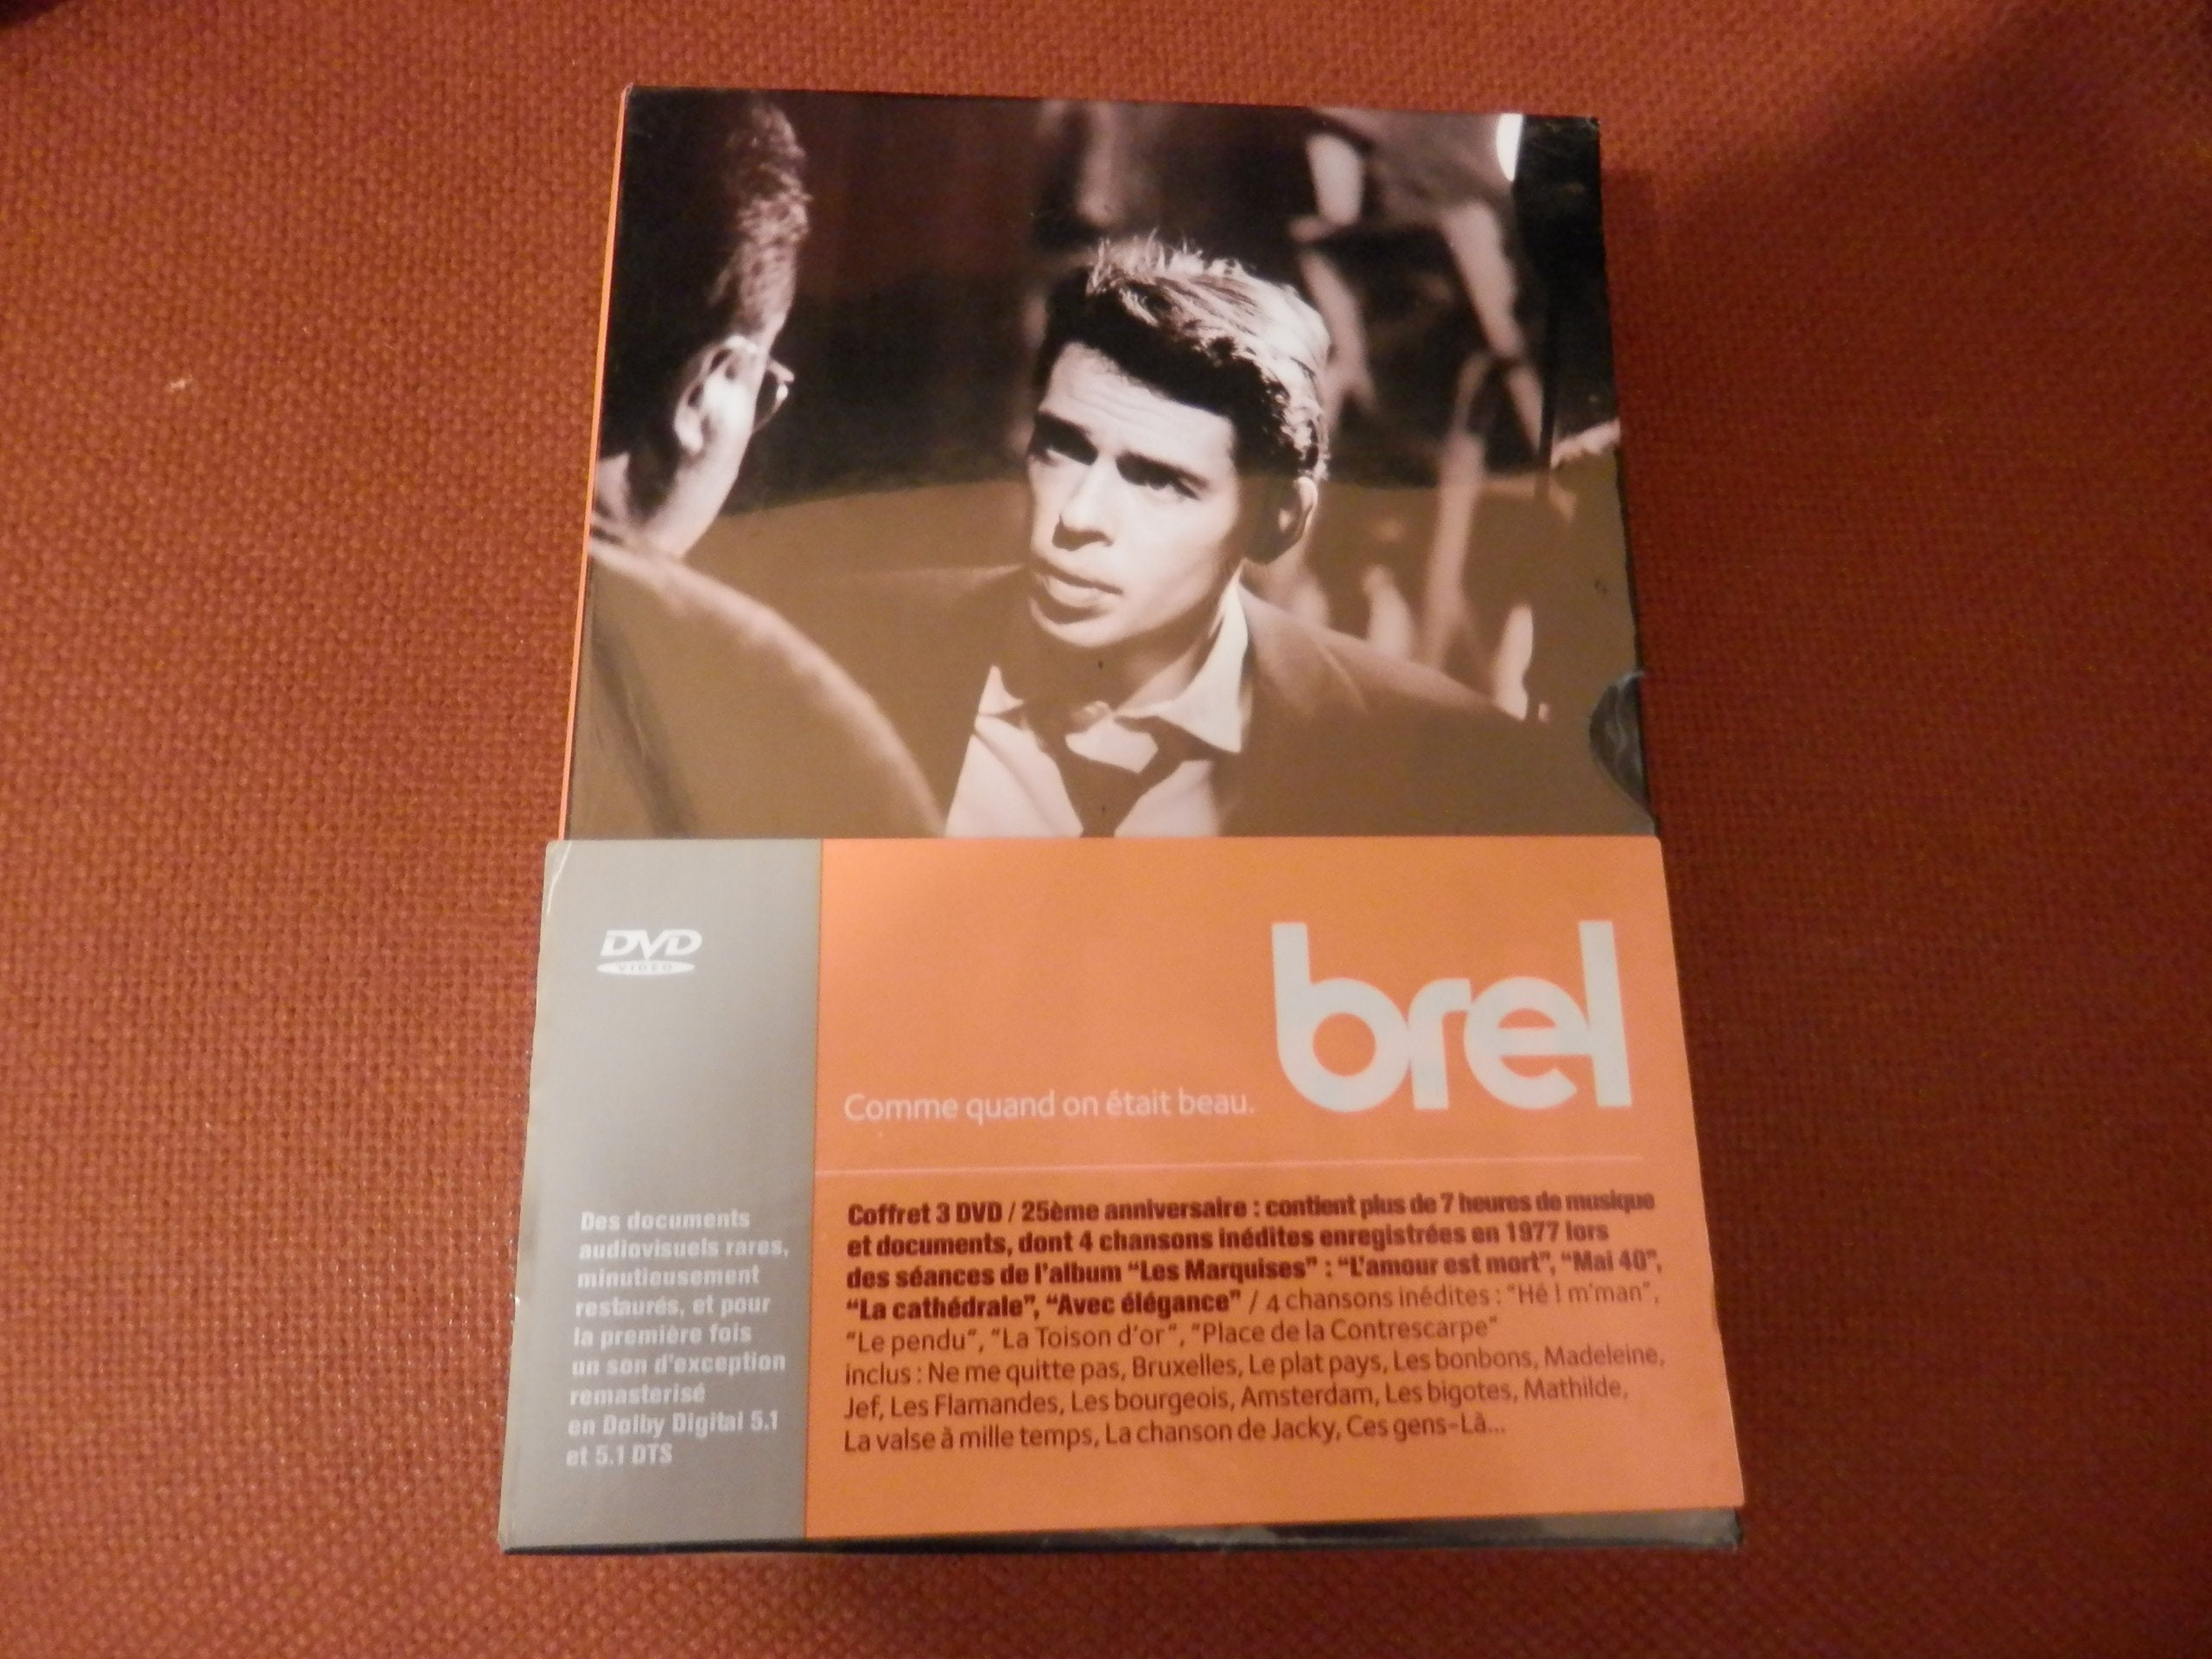 DVD
VIDEO
brel
Comme quand on était beau.
Des documents
audiovisuels rares,
minutieusement
restaurés, et pour
la première fois
un son d'exception
remasterisé
en Dolby Digital 5.1
et 5.1 DTS
Coffret 3 DVD / 25ème anniversaire : contient plus de 7 heures de musique
et documents, dont 4 chansons inédites enregistrées en 1977 lors
des séances de l'album “Les Marquises” : “L'amour est mort”, “Mai 40”,
“La cathédrale”, “Avec élégance” / 4 chansons inédites : “Hé ! m'man”,
“Le pendu”, “La Toison d'or”, “Place de la Contrescarpe”
inclus : Ne me quitte pas, Bruxelles, Le plat pays, Les bonbons, Madeleine,
Jef, Les Flamandes, Les bourgeois, Amsterdam, Les bigotes, Mathilde,
La valse à mille temps, La chanson de Jacky, Ces gens-Là...